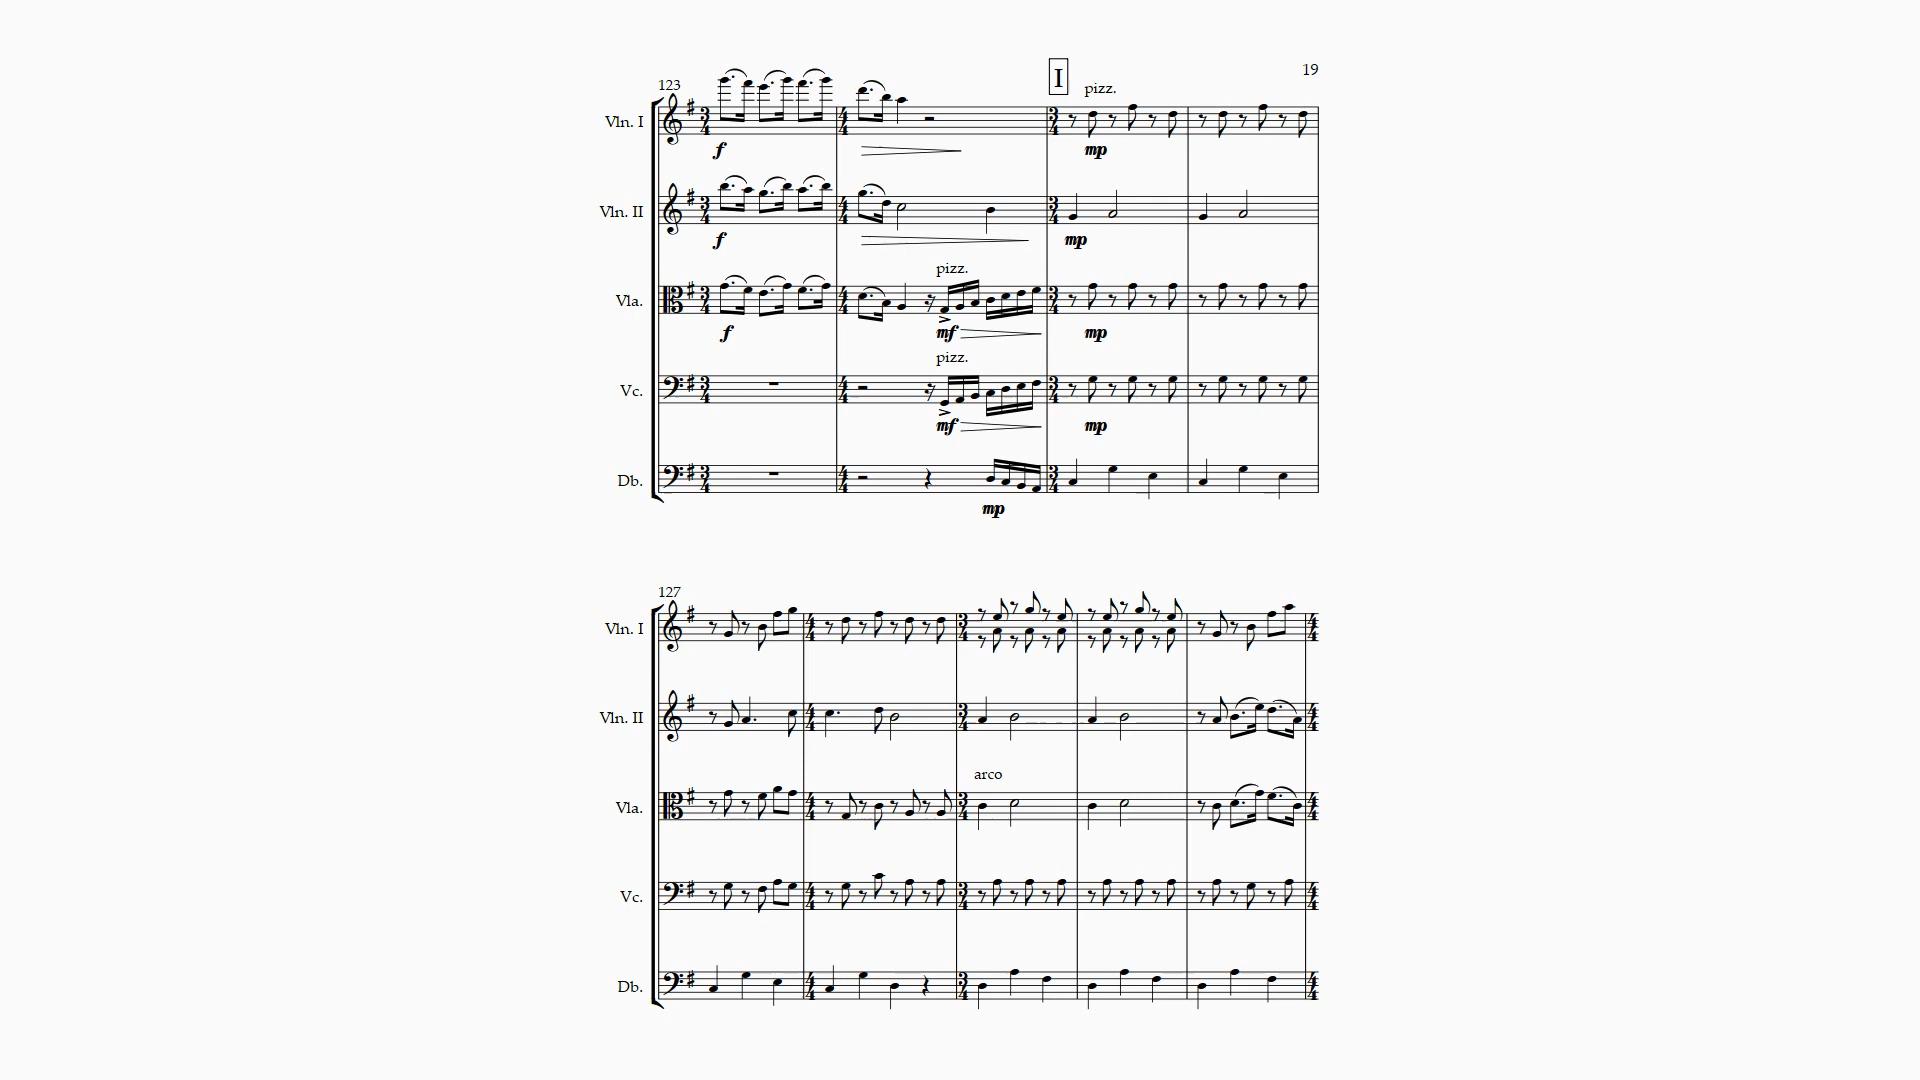 19
I
123
pizz.
Vln. I
f
mp
Vln. II
f
mp
pizz.
Vla.
f
mf
mp
pizz.
Vc.
mf
mp
Db.
mp
127
Vln. I
Vln. II
arco
Vla.
Vc.
Db.